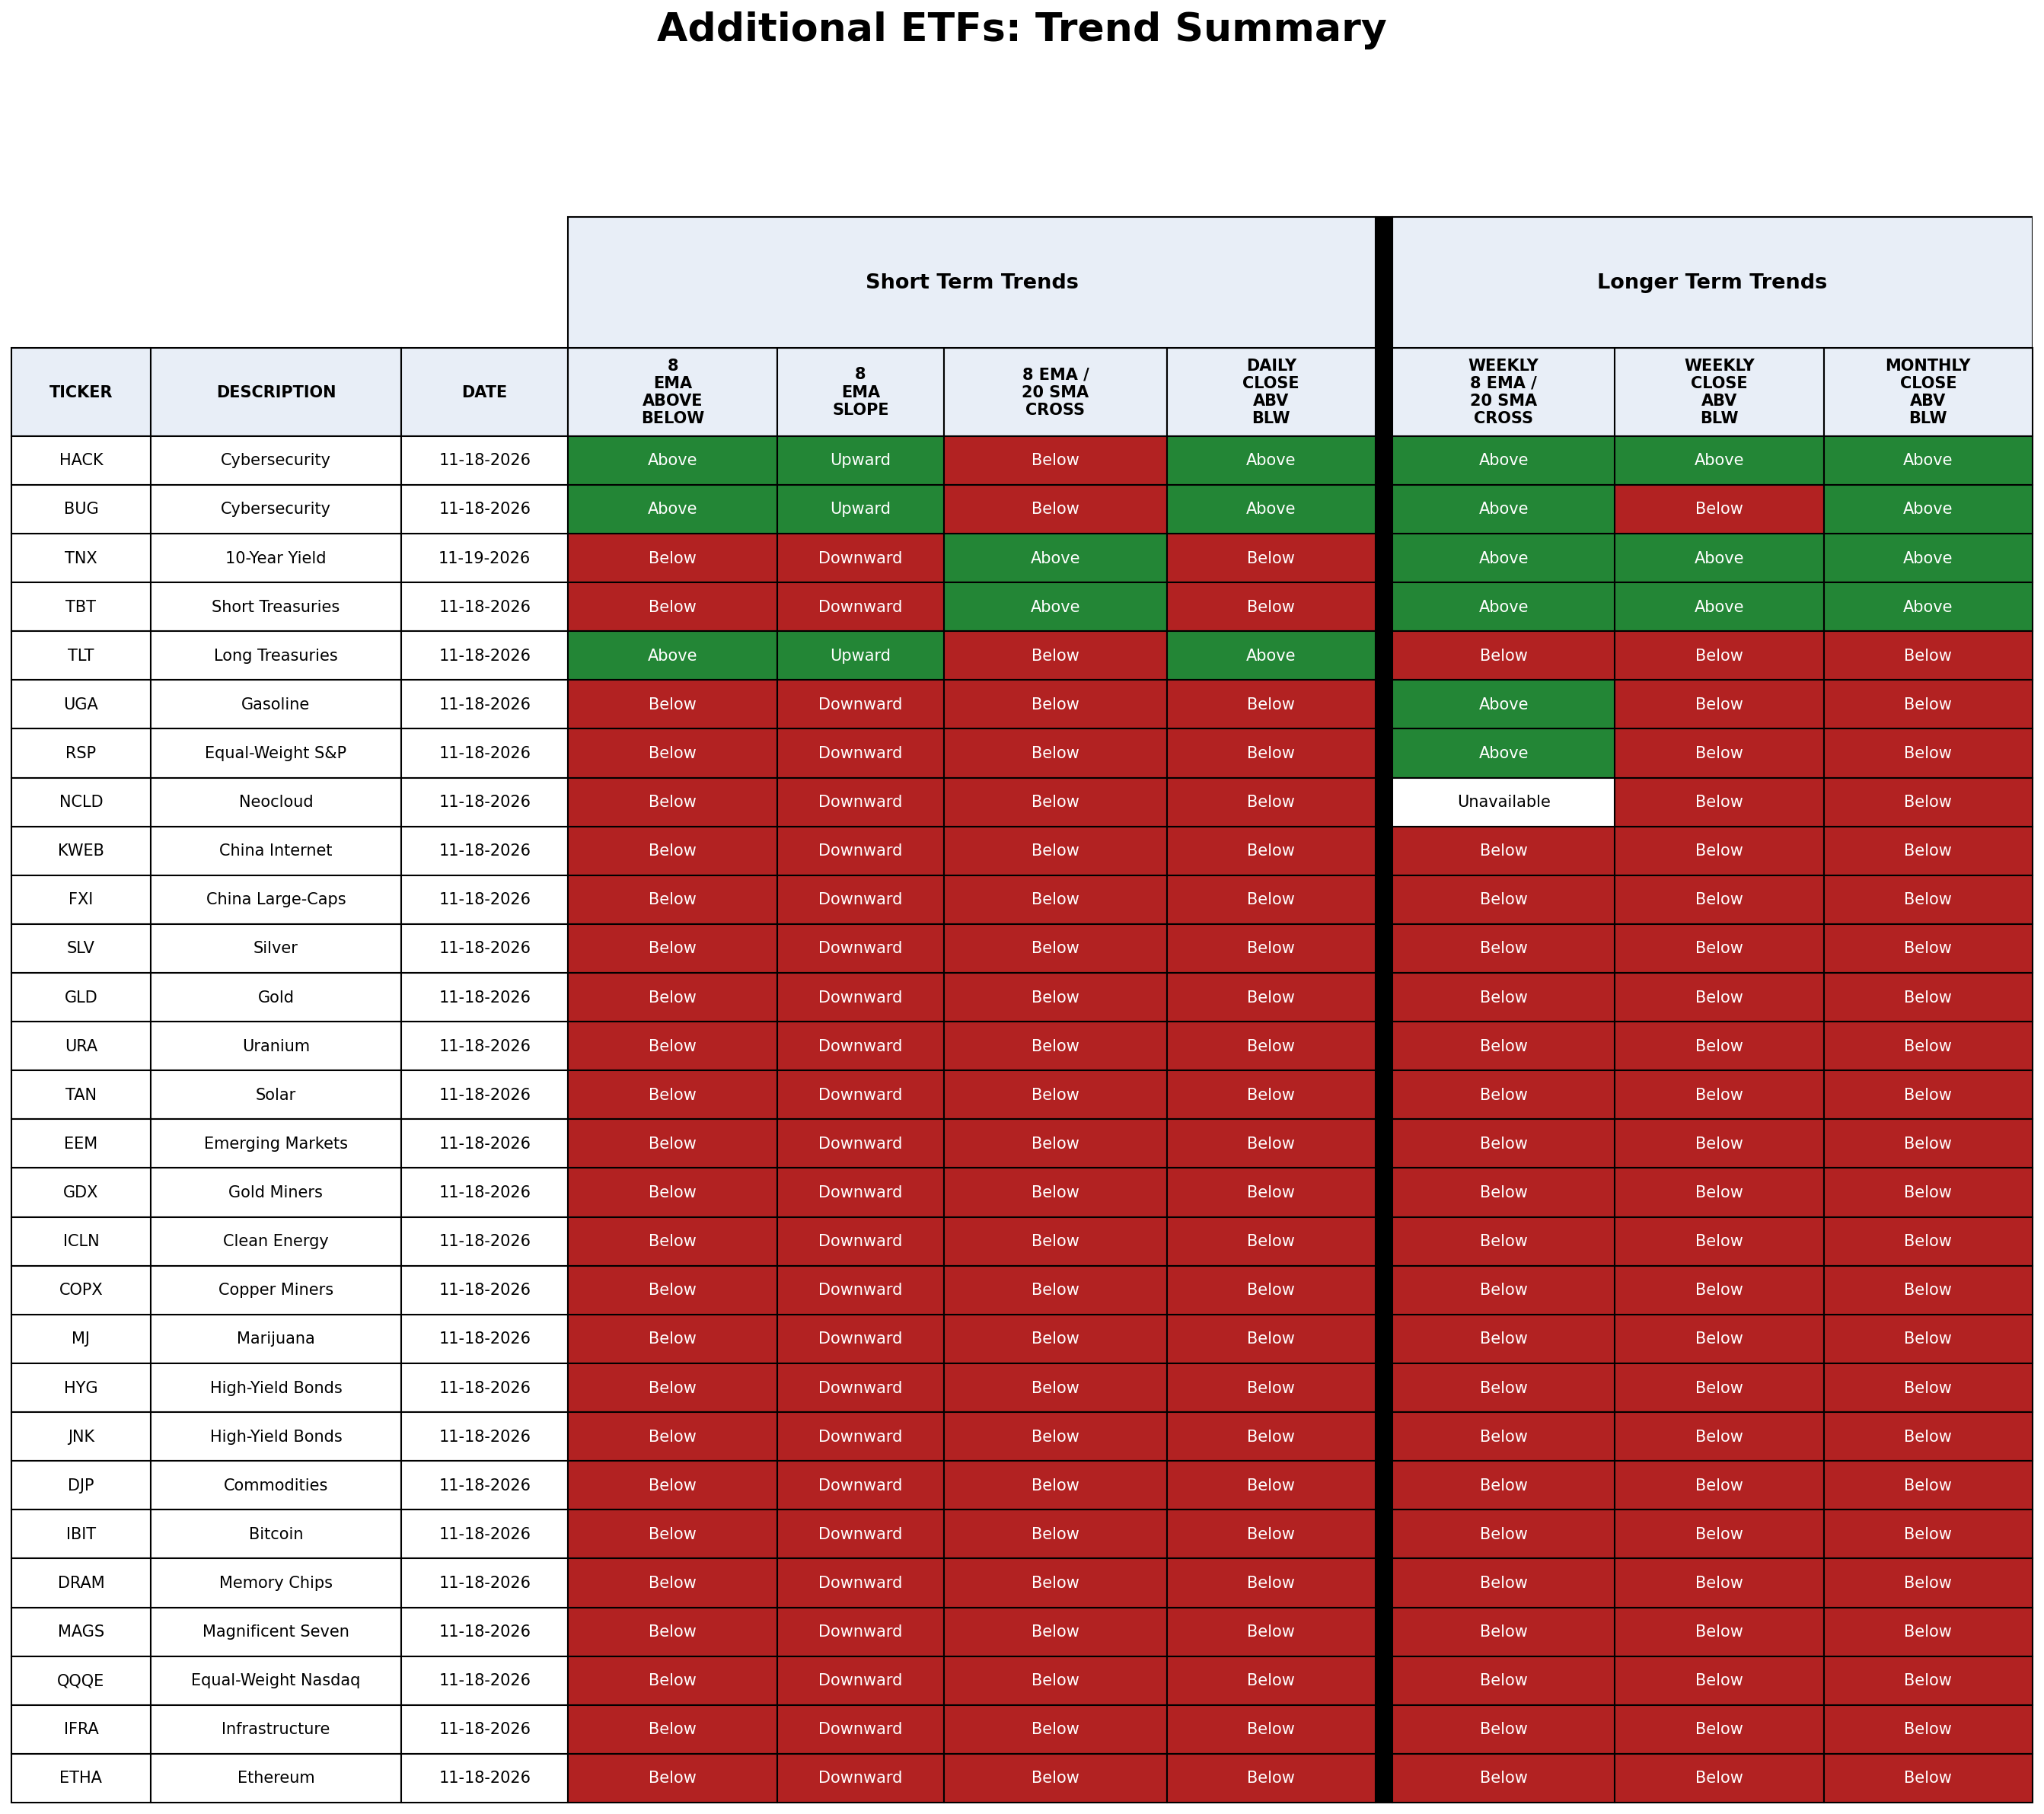 Additional ETFs: Trend Summary
Short Term Trends Longer Term Trends
TICKER DESCRIPTION DATE 8 EMA ABOVE BELOW 8 EMA SLOPE 8 EMA / 20 SMA CROSS DAILY CLOSE ABV BLW WEEKLY 8 EMA / 20 SMA CROSS WEEKLY CLOSE ABV BLW MONTHLY CLOSE ABV BLW
HACK Cybersecurity 11-18-2026 Above Upward Below Above Above Above Above
BUG Cybersecurity 11-18-2026 Above Upward Below Above Above Below Above
TNX 10-Year Yield 11-19-2026 Below Downward Above Below Above Above Above
TBT Short Treasuries 11-18-2026 Below Downward Above Below Above Above Above
TLT Long Treasuries 11-18-2026 Above Upward Below Above Below Below Below
UGA Gasoline 11-18-2026 Below Downward Below Below Above Below Below
RSP Equal-Weight S&P 11-18-2026 Below Downward Below Below Above Below Below
NCLD Neocloud 11-18-2026 Below Downward Below Below Unavailable Below Below
KWEB China Internet 11-18-2026 Below Downward Below Below Below Below Below
FXI China Large-Caps 11-18-2026 Below Downward Below Below Below Below Below
SLV Silver 11-18-2026 Below Downward Below Below Below Below Below
GLD Gold 11-18-2026 Below Downward Below Below Below Below Below
URA Uranium 11-18-2026 Below Downward Below Below Below Below Below
TAN Solar 11-18-2026 Below Downward Below Below Below Below Below
EEM Emerging Markets 11-18-2026 Below Downward Below Below Below Below Below
GDX Gold Miners 11-18-2026 Below Downward Below Below Below Below Below
ICLN Clean Energy 11-18-2026 Below Downward Below Below Below Below Below
COPX Copper Miners 11-18-2026 Below Downward Below Below Below Below Below
MJ Marijuana 11-18-2026 Below Downward Below Below Below Below Below
HYG High-Yield Bonds 11-18-2026 Below Downward Below Below Below Below Below
JNK High-Yield Bonds 11-18-2026 Below Downward Below Below Below Below Below
DJP Commodities 11-18-2026 Below Downward Below Below Below Below Below
IBIT Bitcoin 11-18-2026 Below Downward Below Below Below Below Below
DRAM Memory Chips 11-18-2026 Below Downward Below Below Below Below Below
MAGS Magnificent Seven 11-18-2026 Below Downward Below Below Below Below Below
QQQE Equal-Weight Nasdaq 11-18-2026 Below Downward Below Below Below Below Below
IFRA Infrastructure 11-18-2026 Below Downward Below Below Below Below Below
ETHA Ethereum 11-18-2026 Below Downward Below Below Below Below Below